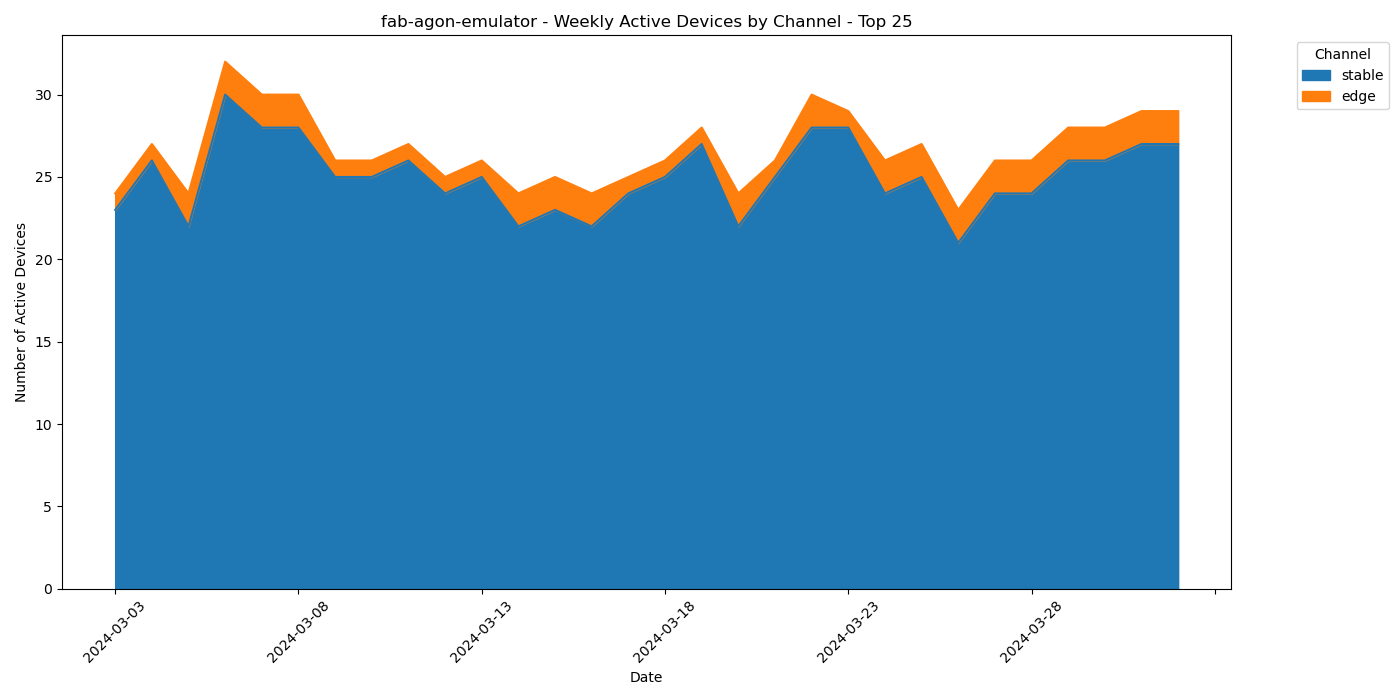 fab-agon-emulator - Weekly Active Devices by Channel - Top 25
Channel
stable
edge
Number of Active Devices
30
25
20
15
10
5
0
2024-03-03
2024-03-08
2024-03-13
2024-03-18
2024-03-23
2024-03-28
Date